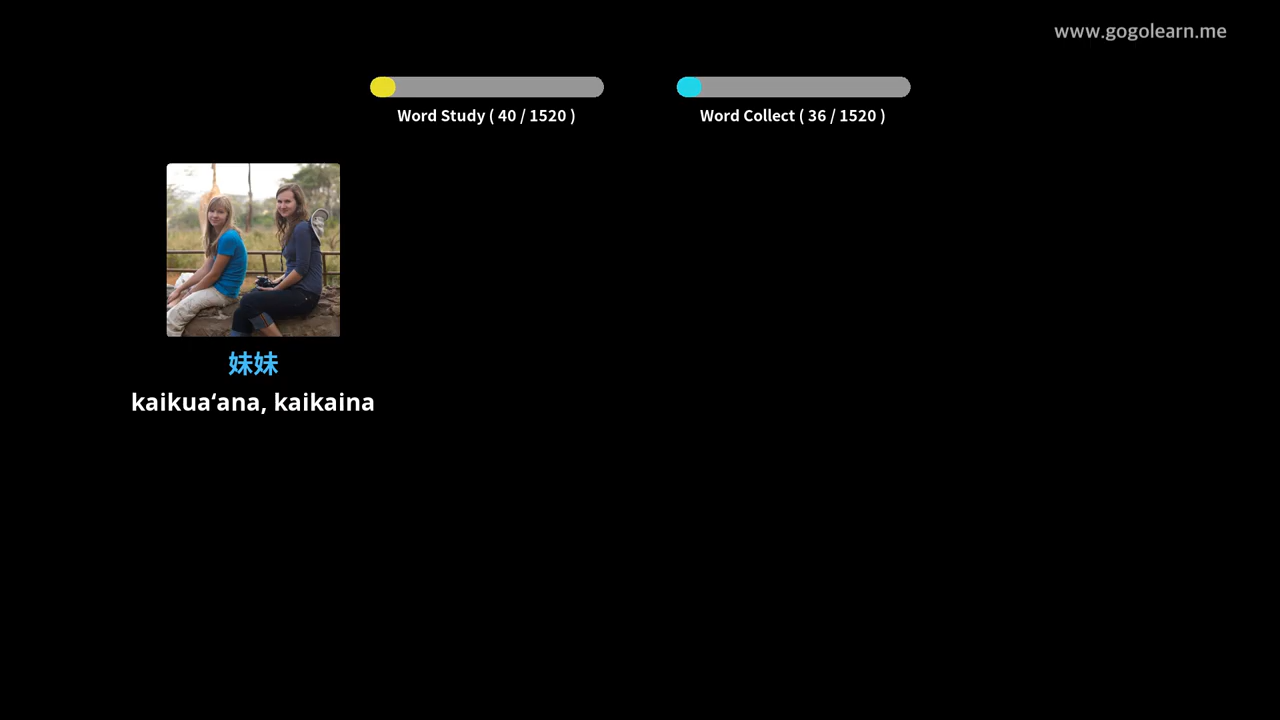 www.gogolearn.me
Word Study ( 40 / 1520 )
Word Collect ( 36 / 1520 )
妹妹
kaikuaʻana, kaikaina